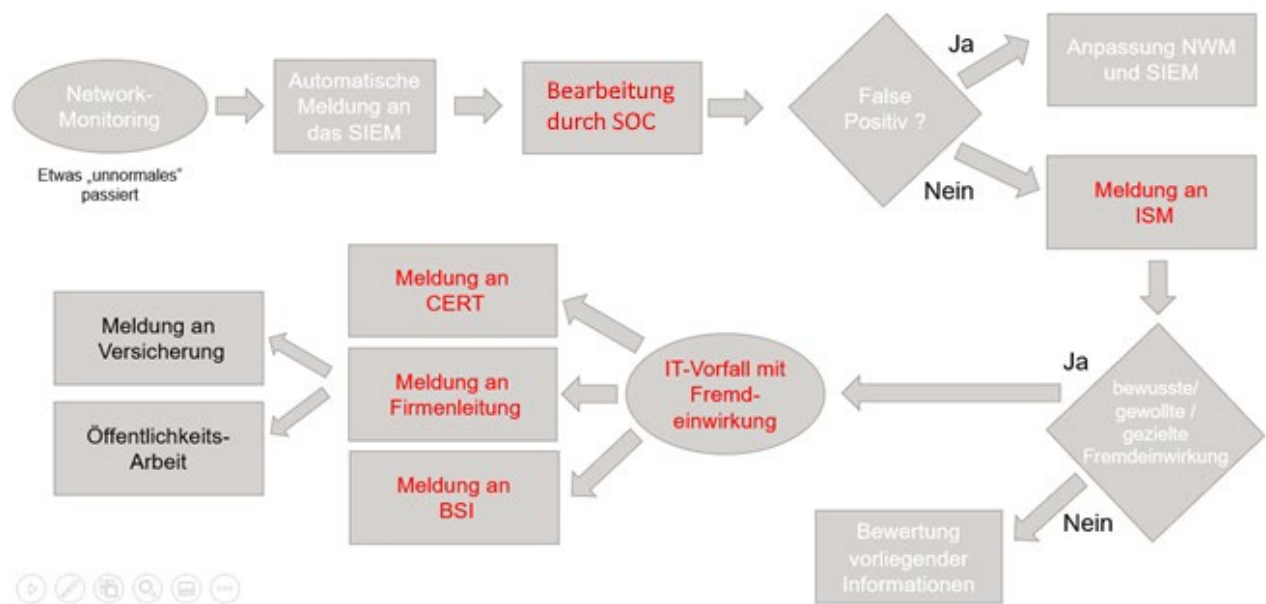 Network-
Monitoring
Etwas „unnormales"
passiert
Automatische
Meldung an
das SIEM
Bearbeitung
durch SOC
False
Positiv ?
Ja
Anpassung NWM
und SIEM
Nein
Meldung an
ISM
bewusste/
gewollte /
gezielte
Fremdeinwirkung
Ja
Nein
Bewertung
vorliegender
Informationen
IT-Vorfall mit
Fremd-
einwirkung
Meldung an
CERT
Meldung an
Firmenleitung
Meldung an
BSI
Meldung an
Versicherung
Öffentlichkeits-
Arbeit